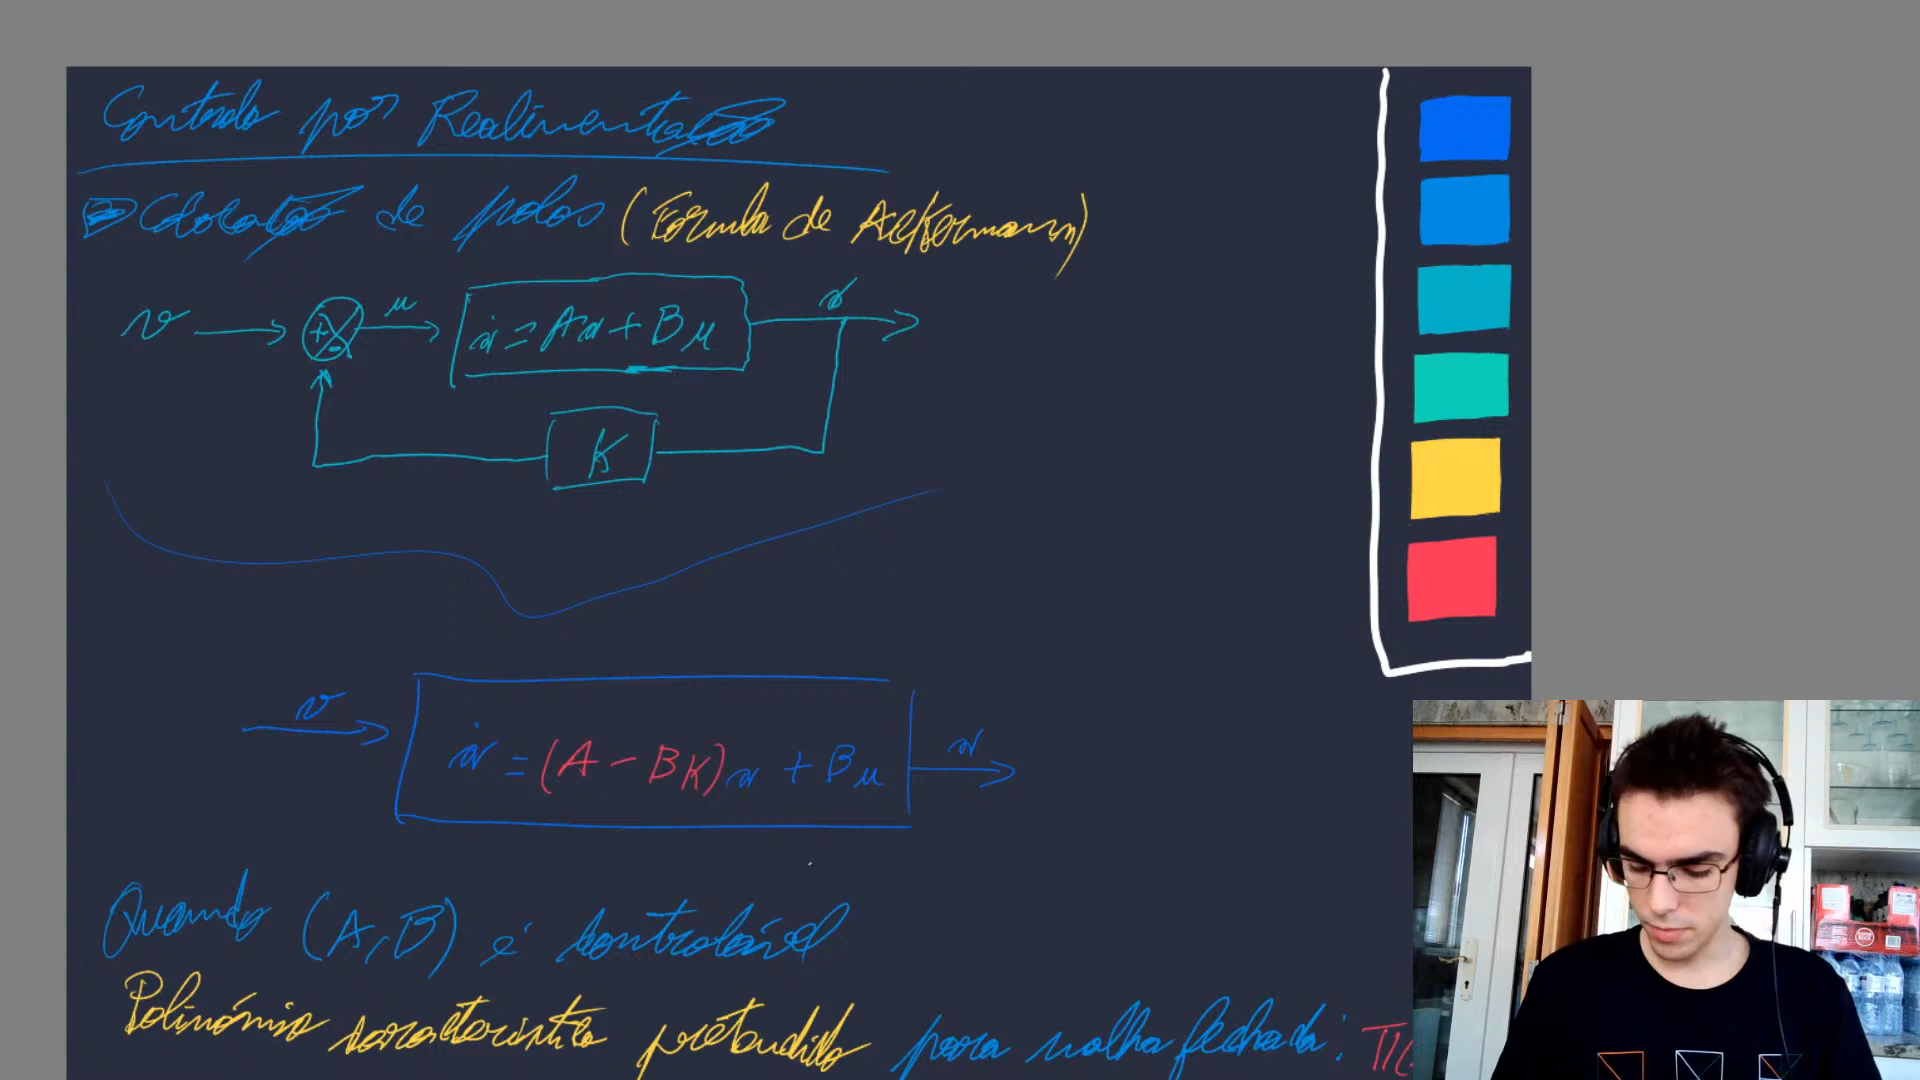 Controlo por Realimentação
Colocação de polos (Fórmula de Ackermann)
v
+
-
u
ẋ = Ax + Bu
x
K
v
ẋ = (A - BK)x + Bu
x
Quando (A, B) é controlável
Polinómio característico pretendido para malha fechada: